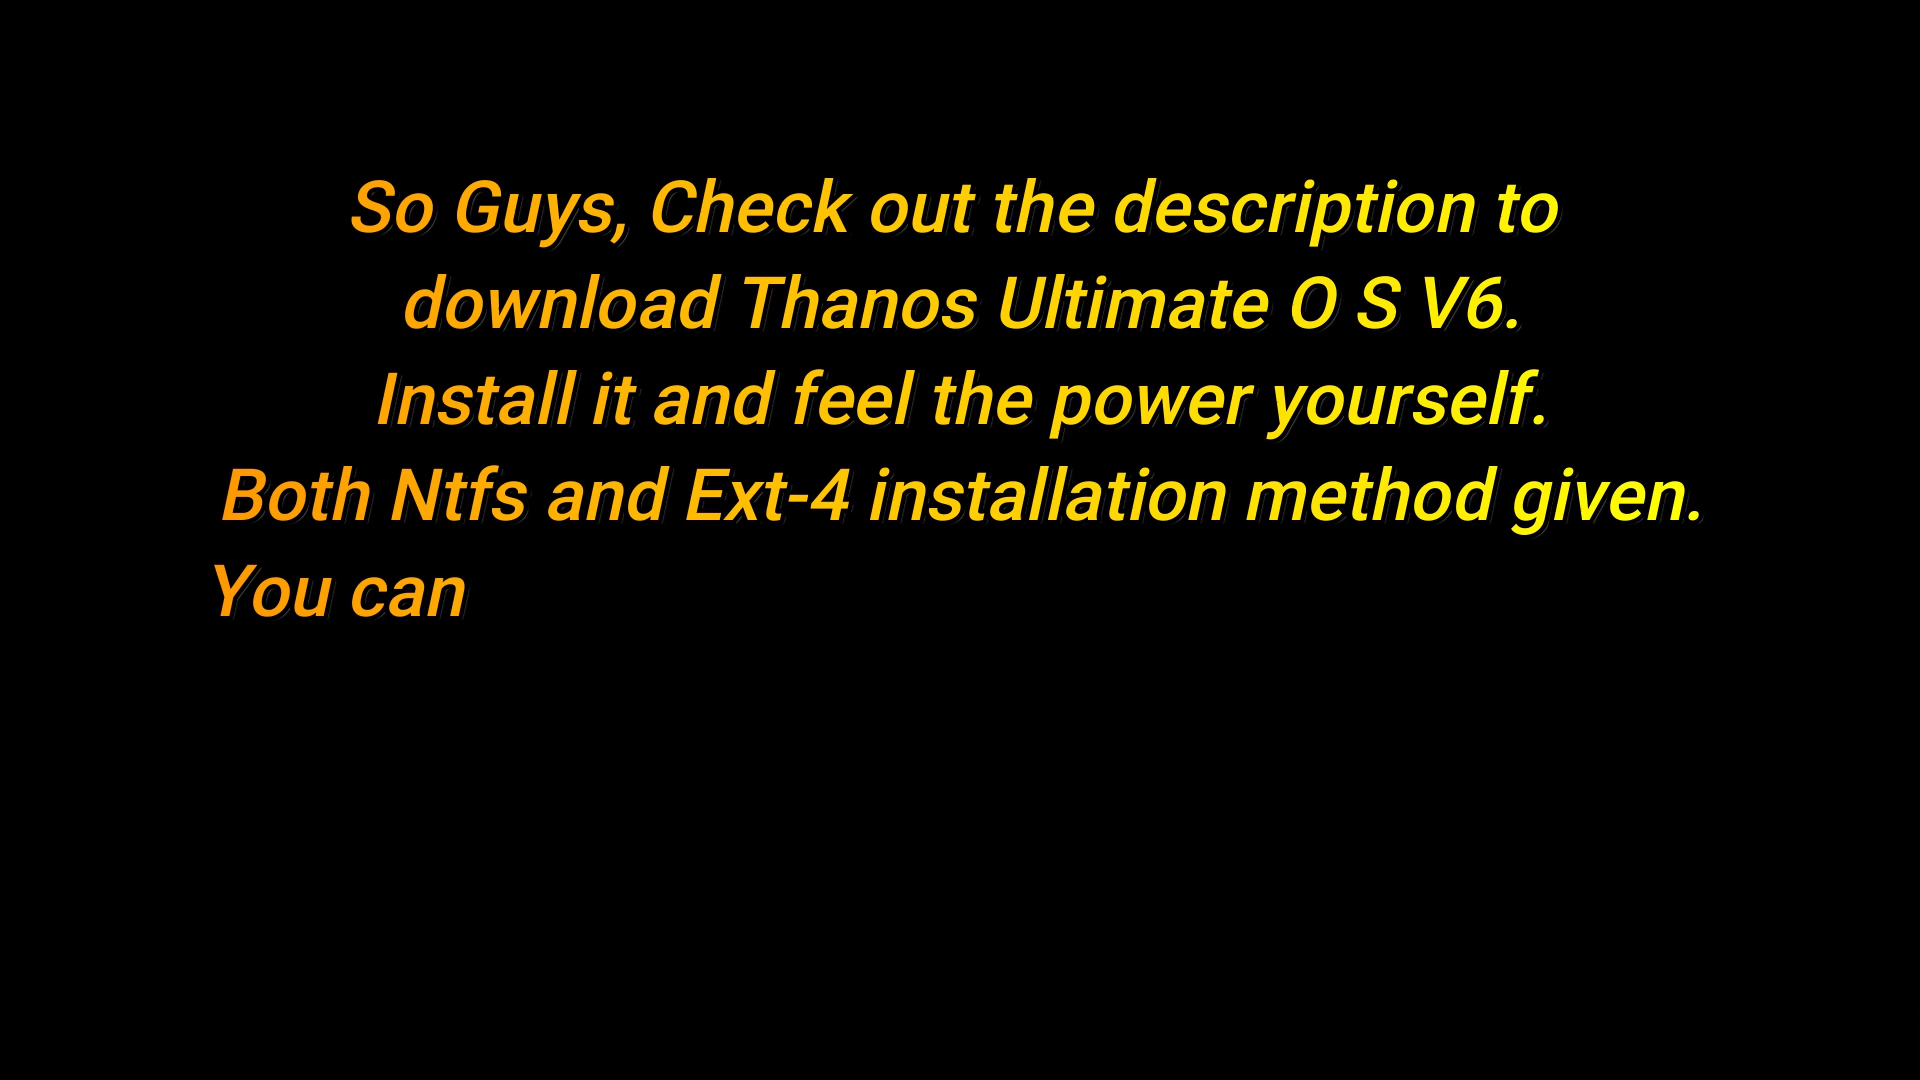 So Guys, Check out the description to
download Thanos Ultimate O S V6.
Install it and feel the power yourself.
Both Ntfs and Ext-4 installation method given.
You can